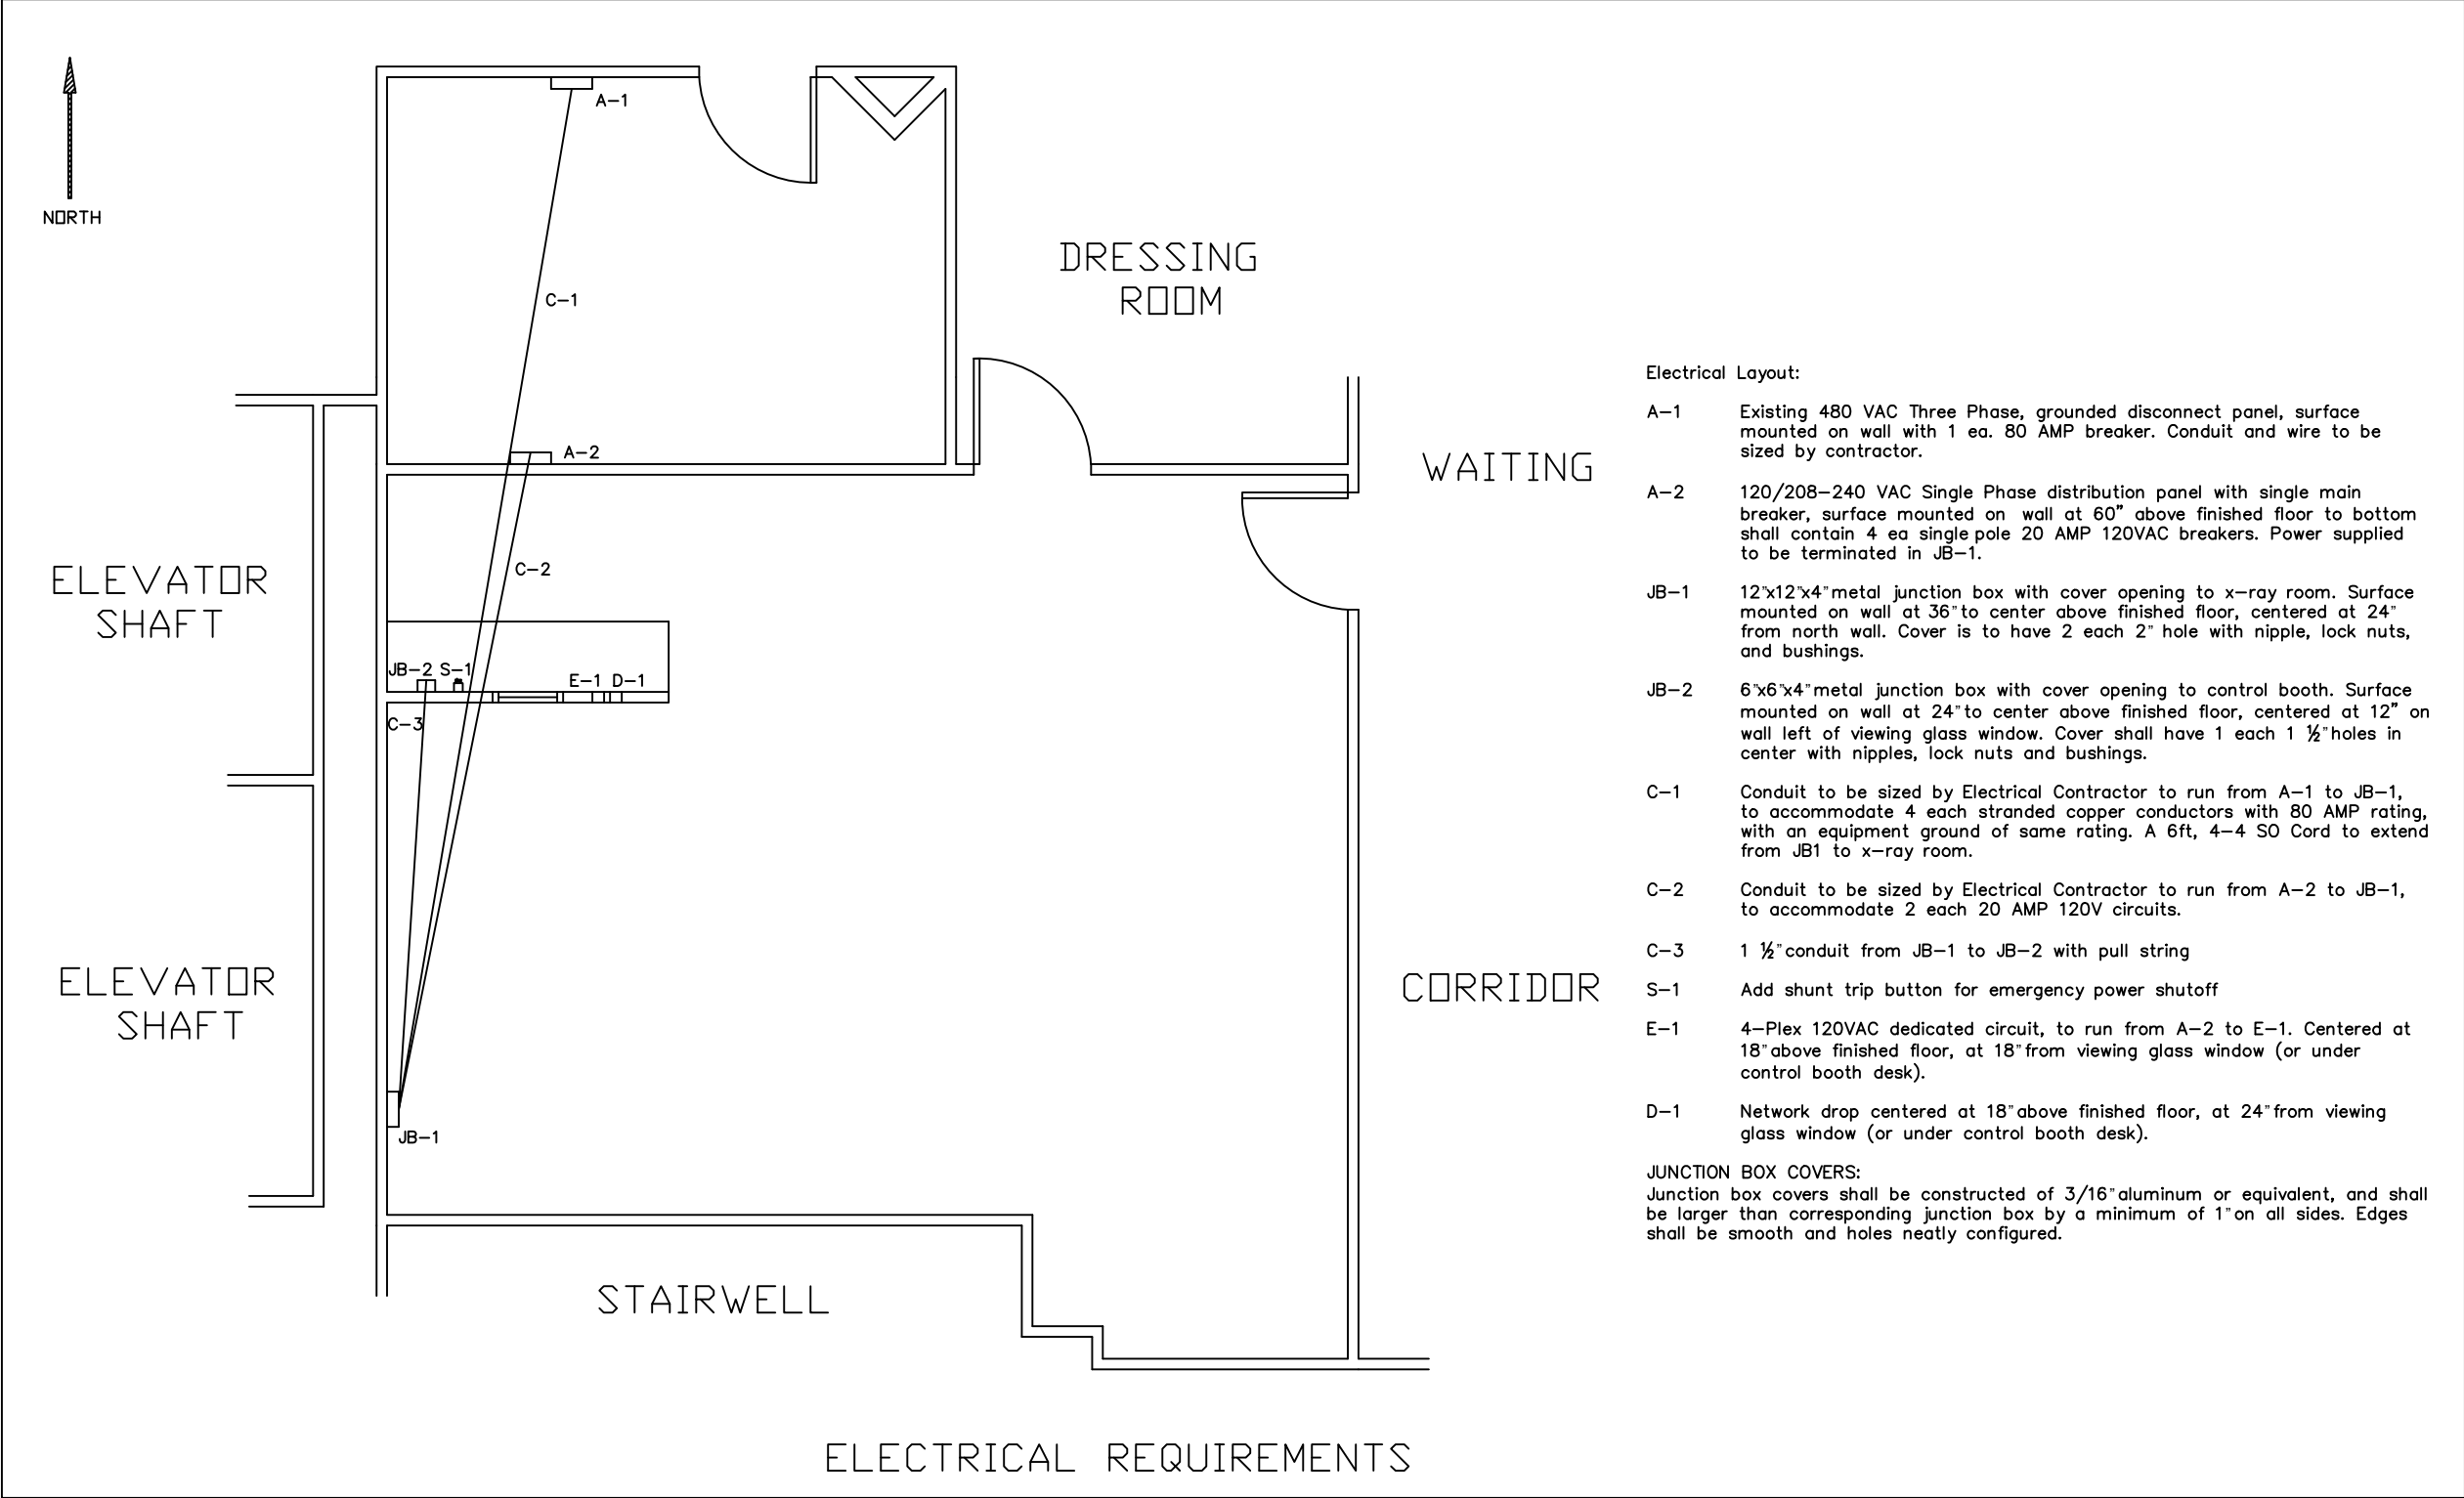 NORTH
A-1
DRESSING
ROOM
C-1
A-2
WAITING
ELEVATOR
SHAFT
C-2
JB-2 S-1
E-1 D-1
C-3
ELEVATOR
SHAFT
CORRIDOR
JB-1
STAIRWELL
Electrical Layout:
A-1 Existing 480 VAC Three Phase, grounded disconnect panel, surface
mounted on wall with 1 ea. 80 AMP breaker. Conduit and wire to be
sized by contractor.
A-2 120/208-240 VAC Single Phase distribution panel with single main
breaker, surface mounted on wall at 60" above finished floor to bottom
shall contain 4 ea single pole 20 AMP 120VAC breakers. Power supplied
to be terminated in JB-1.
JB-1 12"x12"x4" metal junction box with cover opening to x-ray room. Surface
mounted on wall at 36" to center above finished floor, centered at 24"
from north wall. Cover is to have 2 each 2" hole with nipple, lock nuts,
and bushings.
JB-2 6"x6"x4" metal junction box with cover opening to control booth. Surface
mounted on wall at 24" to center above finished floor, centered at 12" on
wall left of viewing glass window. Cover shall have 1 each 1 ½" holes in
center with nipples, lock nuts and bushings.
C-1 Conduit to be sized by Electrical Contractor to run from A-1 to JB-1,
to accommodate 4 each stranded copper conductors with 80 AMP rating,
with an equipment ground of same rating. A 6ft, 4-4 SO Cord to extend
from JB1 to x-ray room.
C-2 Conduit to be sized by Electrical Contractor to run from A-2 to JB-1,
to accommodate 2 each 20 AMP 120V circuits.
C-3 1 ½" conduit from JB-1 to JB-2 with pull string
S-1 Add shunt trip button for emergency power shutoff
E-1 4-Plex 120VAC dedicated circuit, to run from A-2 to E-1. Centered at
18" above finished floor, at 18" from viewing glass window (or under
control booth desk).
D-1 Network drop centered at 18" above finished floor, at 24" from viewing
glass window (or under control booth desk).
JUNCTION BOX COVERS:
Junction box covers shall be constructed of 3/16" aluminum or equivalent, and shall
be larger than corresponding junction box by a minimum of 1" on all sides. Edges
shall be smooth and holes neatly configured.
ELECTRICAL REQUIREMENTS